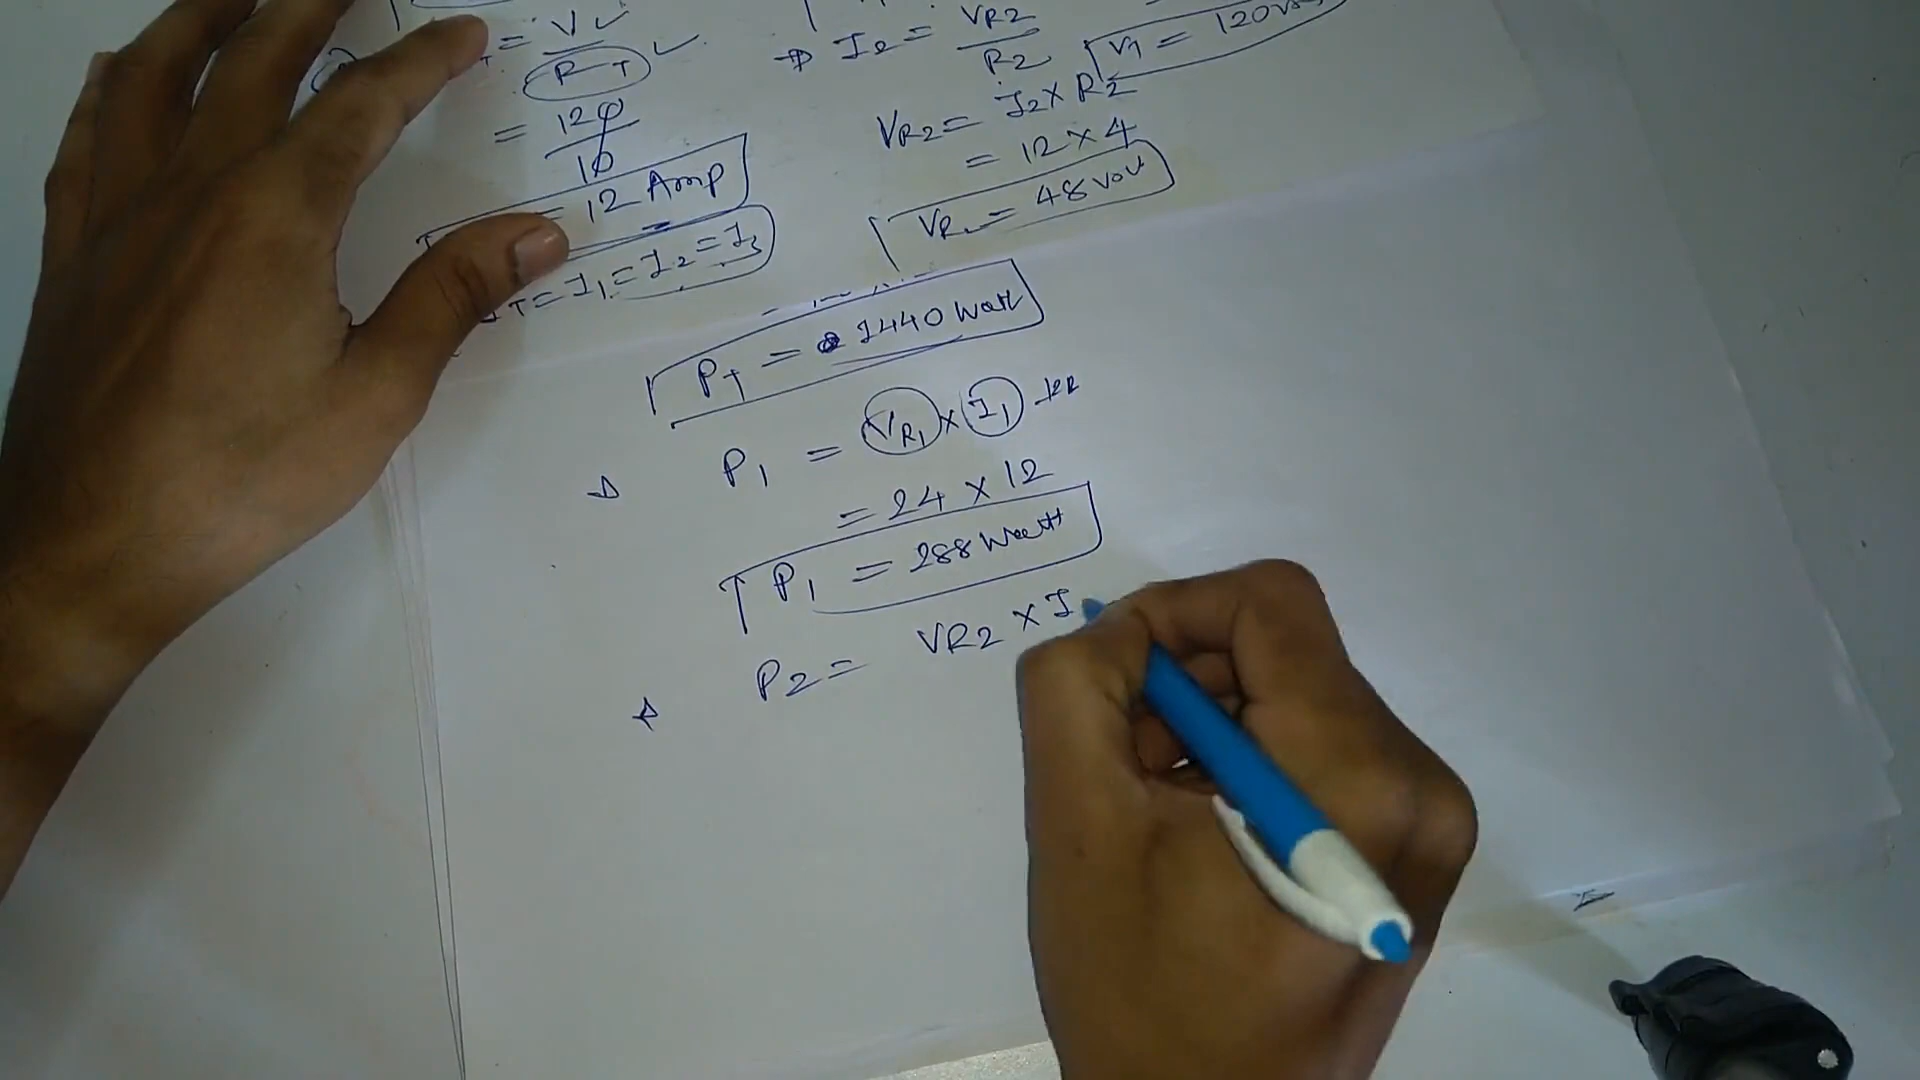 = V
R T
= 120
10
= 12 Amp
T = I1 = I2 = I3
I2 = VR2
R2
V1 = 120
VR2 = I2 × R2
= 12 × 4
VR = 48 Volt
PT = 1440 Watt
P1 = VR1 × I1
= 24 × 12
P1 = 288 Watt
P2 = VR2 × I